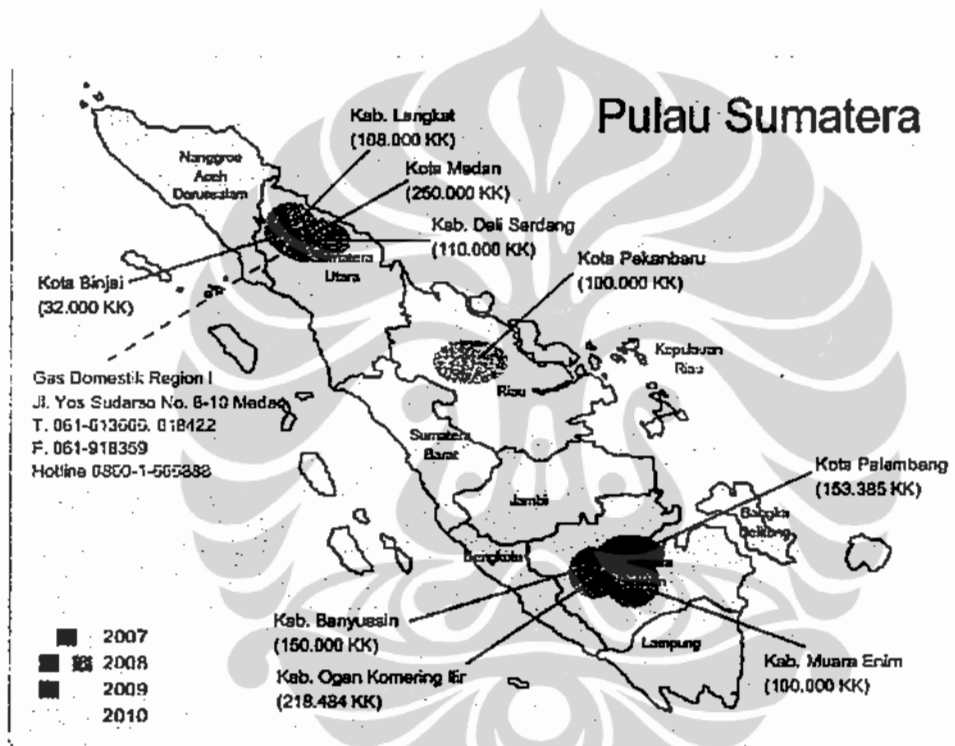 Pulau Sumatera
Kab. Langkat
(108.000 KK)
Kota Medan
(250.000 KK)
Kab. Deli Serdang
(110.000 KK)
Kota Pekanbaru
(100.000 KK)
Nanggroe
Aceh
Darussalam
Sumatera
Utara
Kota Binjai
(32.000 KK)
Gas Domestik Region I
Jl. Yos Sudarso No. 8-10 Medan
T. 061-613666. 618422
F. 061-918359
Hotline 0800-1-565888
Riau
Kepulauan
Riau
Sumatera
Barat
Jambi
Kota Palembang
(153.385 KK)
Bangka
Belitung
Bengkulu
Kab. Banyuasin
(150.000 KK)
Kab. Ogan Komering Ilir
(218.484 KK)
Lampung
Kab. Muara Enim
(100.000 KK)
2007
2008
2009
2010